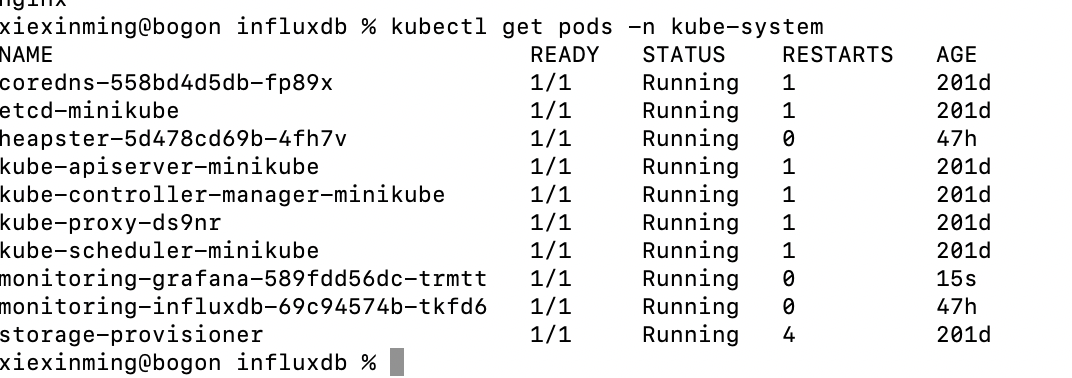 nginx
xiexinming@bogon influxdb % kubectl get pods -n kube-system
NAME READY STATUS RESTARTS AGE
coredns-558bd4d5db-fp89x 1/1 Running 1 201d
etcd-minikube 1/1 Running 1 201d
heapster-5d478cd69b-4fh7v 1/1 Running 0 47h
kube-apiserver-minikube 1/1 Running 1 201d
kube-controller-manager-minikube 1/1 Running 1 201d
kube-proxy-ds9nr 1/1 Running 1 201d
kube-scheduler-minikube 1/1 Running 1 201d
monitoring-grafana-589fdd56dc-trmtt 1/1 Running 0 15s
monitoring-influxdb-69c94574b-tkfd6 1/1 Running 0 47h
storage-provisioner 1/1 Running 4 201d
xiexinming@bogon influxdb %